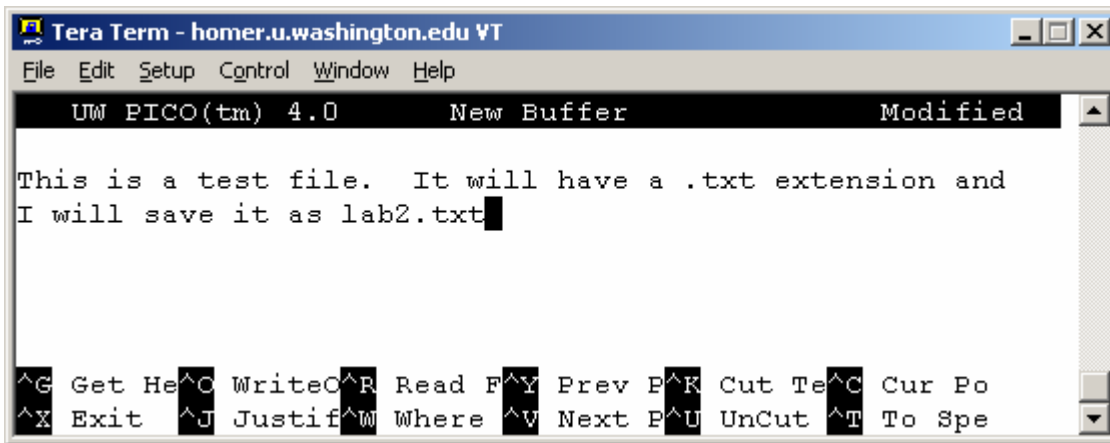 Tera Term - homer.u.washington.edu VT
File Edit Setup Control Window Help
UW PICO(tm) 4.0 New Buffer Modified
This is a test file. It will have a .txt extension and
I will save it as lab2.txt
^G Get He^O WriteO^R Read F^Y Prev P^K Cut Te^C Cur Po
^X Exit ^J Justif^W Where ^V Next P^U UnCut ^T To Spe